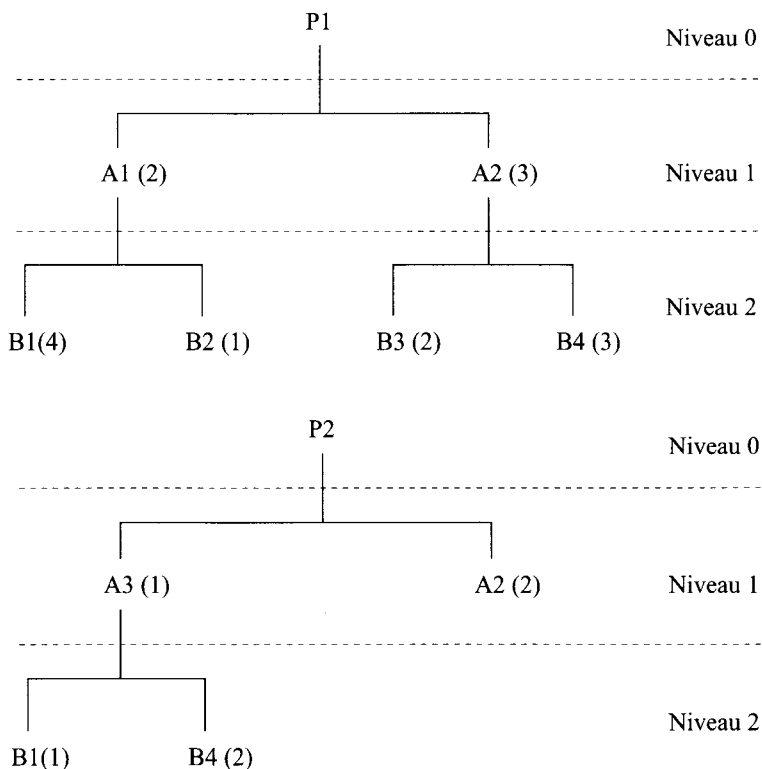 P1
Niveau 0
A1 (2) A2 (3) Niveau 1
Niveau 2
B1(4) B2 (1) B3 (2) B4 (3)
P2
Niveau 0
A3 (1) A2 (2) Niveau 1
Niveau 2
B1(1) B4 (2)